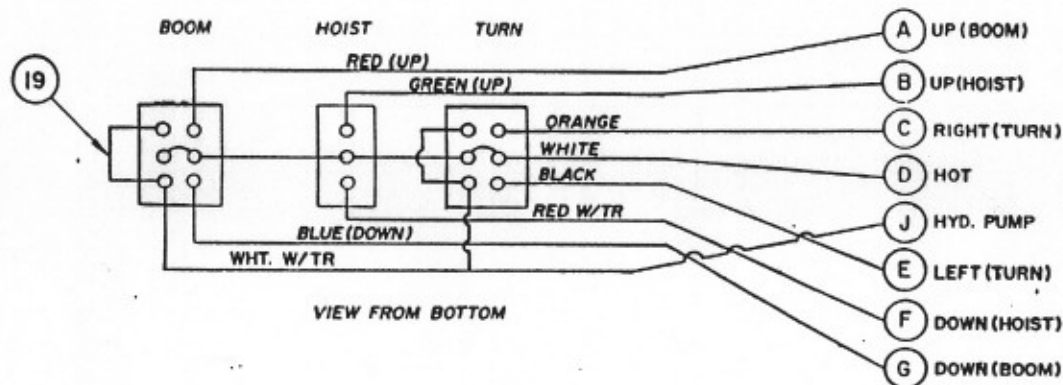 BOOM HOIST TURN
A UP (BOOM)
RED (UP)
19
GREEN (UP)
B UP (HOIST)
ORANGE
C RIGHT (TURN)
WHITE
D HOT
BLACK
RED W/TR
J HYD. PUMP
BLUE (DOWN)
WHT. W/TR
E LEFT (TURN)
VIEW FROM BOTTOM
F DOWN (HOIST)
G DOWN (BOOM)